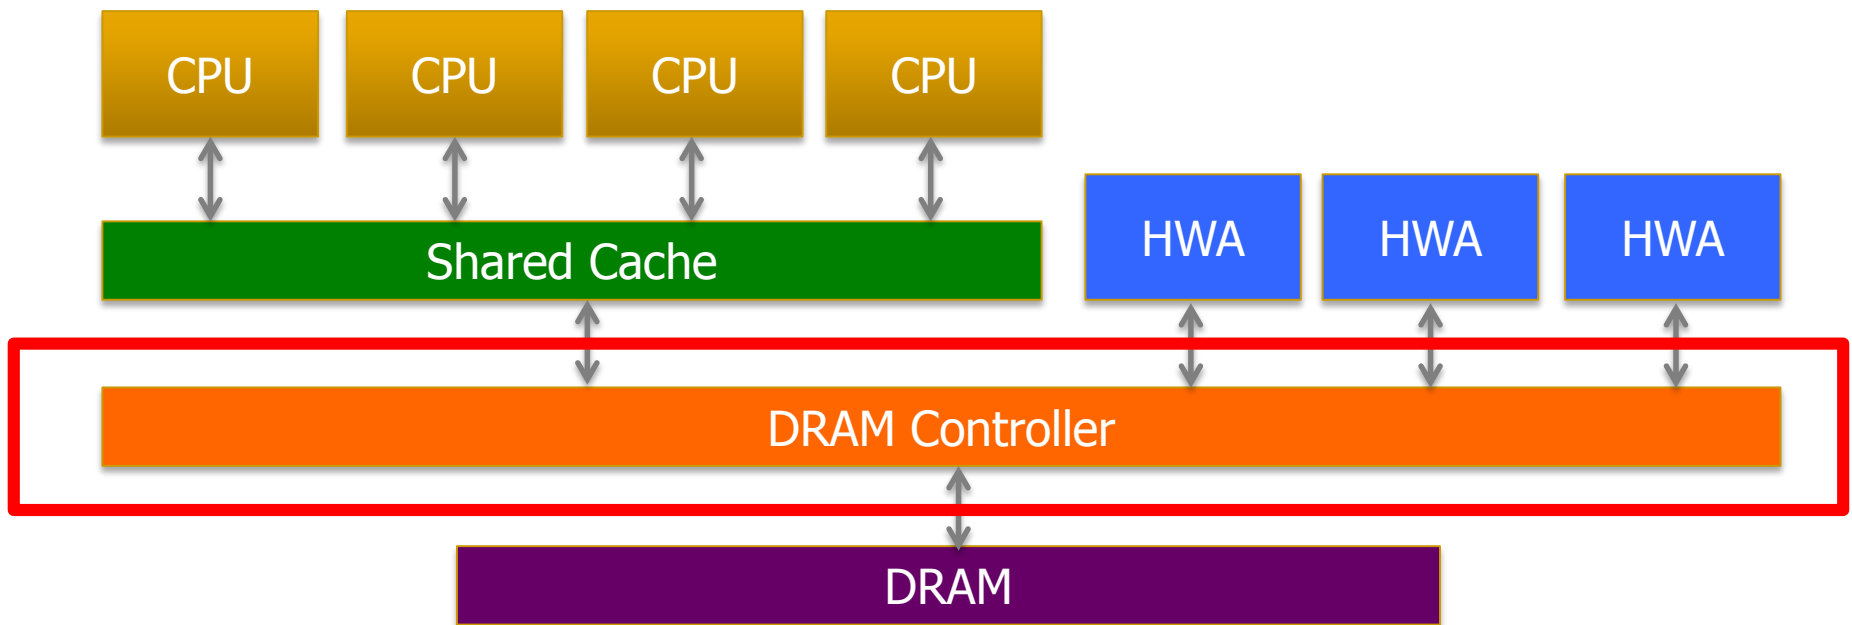 CPU CPU CPU CPU
HWA HWA HWA
Shared Cache
DRAM Controller
DRAM